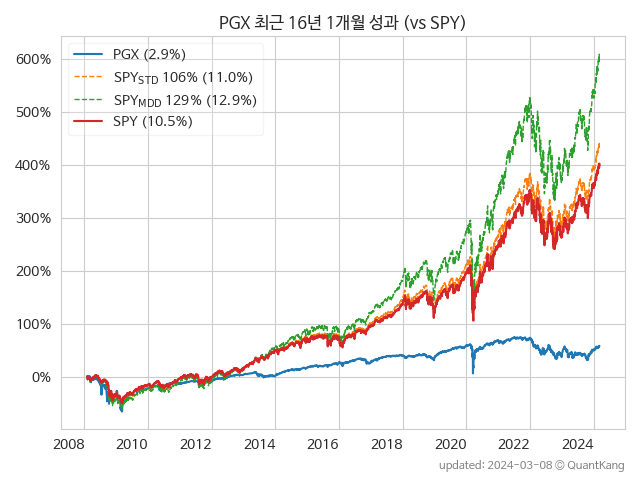 PGX 최근 16년 1개월 성과 (vs SPY)
PGX (2.9%)
SPY_STD 106% (11.0%)
SPY_MDD 129% (12.9%)
SPY (10.5%)
600%
500%
400%
300%
200%
100%
0%
2008 2010 2012 2014 2016 2018 2020 2022 2024
updated: 2024-03-08 © QuantKang